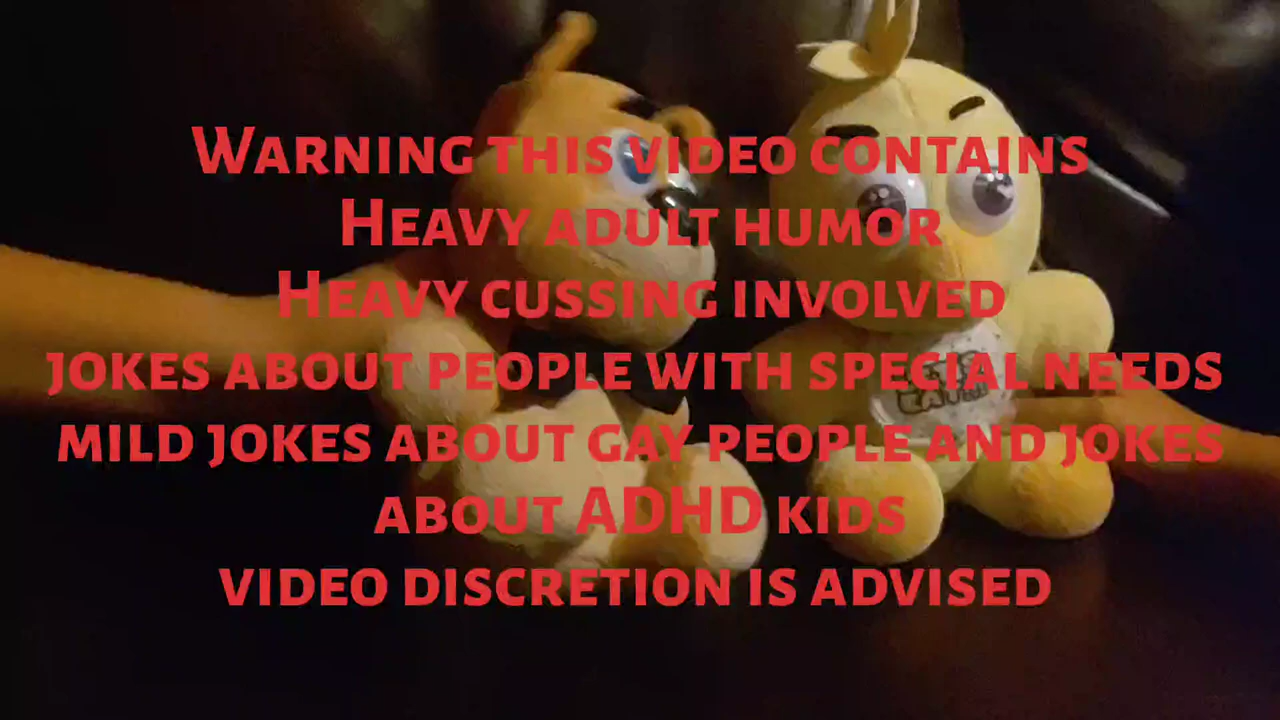 Warning this video contains
Heavy adult humor
Heavy cussing involved
jokes about people with special needs
mild jokes about gay people and jokes
about ADHD kids
video discretion is advised